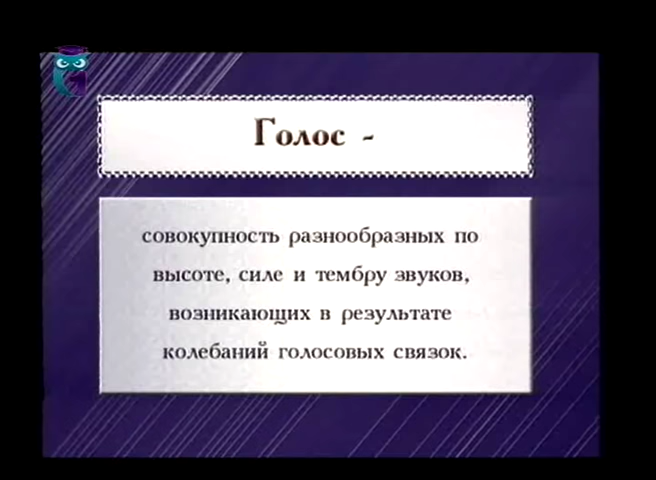 Голос -
совокупность разнообразных по
высоте, силе и тембру звуков,
возникающих в результате
колебаний голосовых связок.